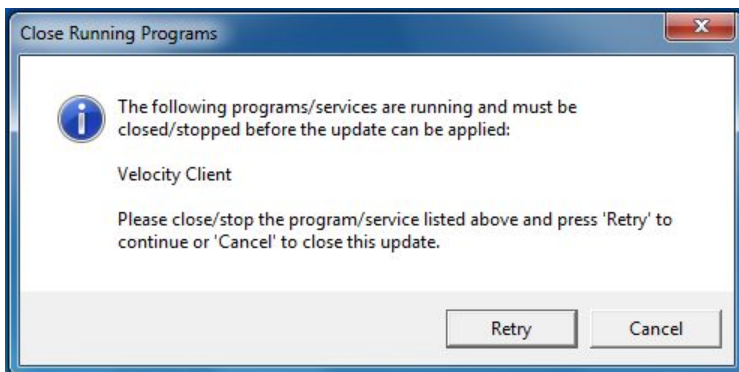 Close Running Programs
The following programs/services are running and must be
closed/stopped before the update can be applied:
Velocity Client
Please close/stop the program/service listed above and press 'Retry' to
continue or 'Cancel' to close this update.
Retry
Cancel